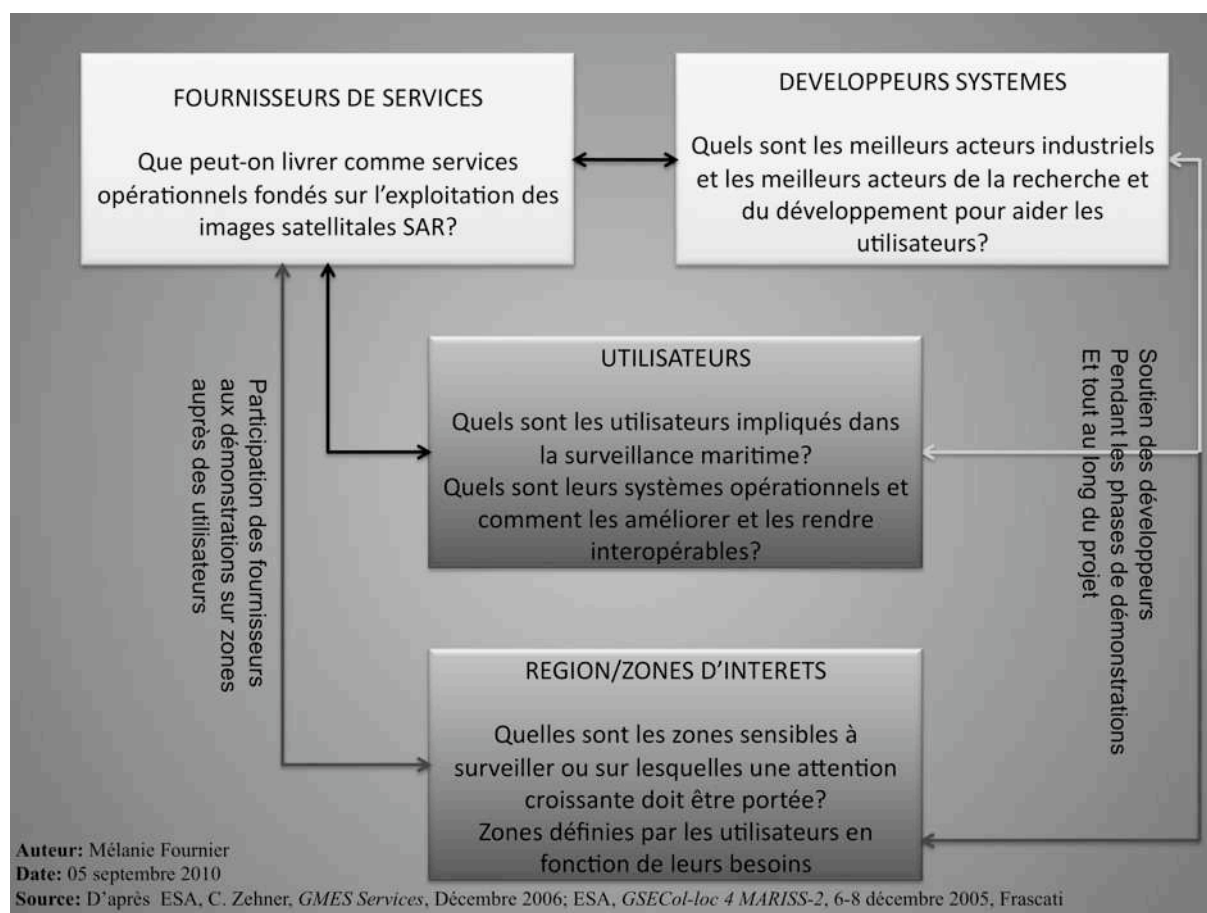 FOURNISSEURS DE SERVICES
Que peut-on livrer comme services
opérationnels fondés sur l'exploitation des
images satellitales SAR?
DEVELOPPEURS SYSTEMES
Quels sont les meilleurs acteurs industriels
et les meilleurs acteurs de la recherche et
du développement pour aider les
utilisateurs?
UTILISATEURS
Quels sont les utilisateurs impliqués dans
la surveillance maritime?
Quels sont leurs systèmes opérationnels et
comment les améliorer et les rendre
interopérables?
Participation des fournisseurs
aux démonstrations sur zones
auprès des utilisateurs
Soutien des développeurs
Pendant les phases de démonstrations
Et tout au long du projet
REGION/ZONES D'INTERETS
Quelles sont les zones sensibles à
surveiller ou sur lesquelles une attention
croissante doit être portée?
Zones définies par les utilisateurs en
fonction de leurs besoins
Auteur: Mélanie Fournier
Date: 05 septembre 2010
Source: D'après ESA, C. Zehner, GMES Services, Décembre 2006; ESA, GSECol-loc 4 MARISS-2, 6-8 décembre 2005, Frascati